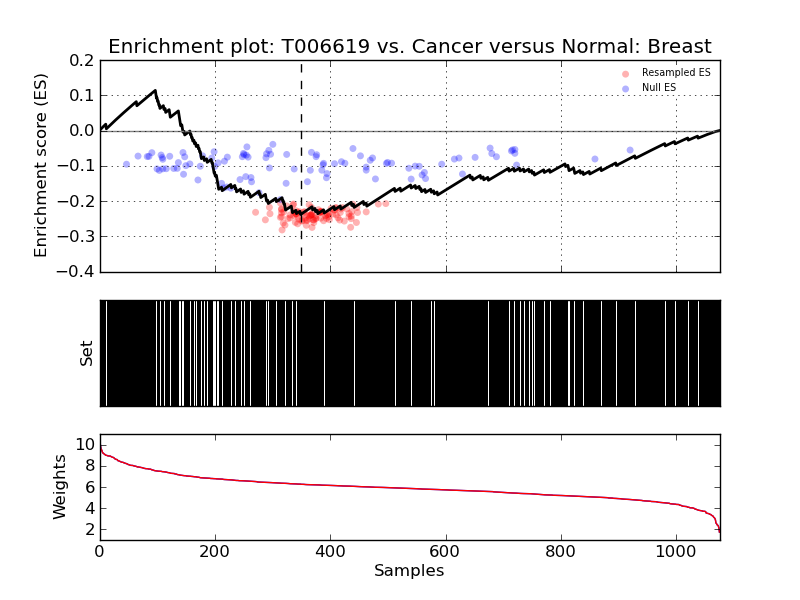 Enrichment plot: T006619 vs. Cancer versus Normal: Breast
Enrichment score (ES)
0.2
0.1
0.0
−0.1
−0.2
−0.3
−0.4
Resampled ES
Null ES
Set
Weights
10
8
6
4
2
0 200 400 600 800 1000
Samples